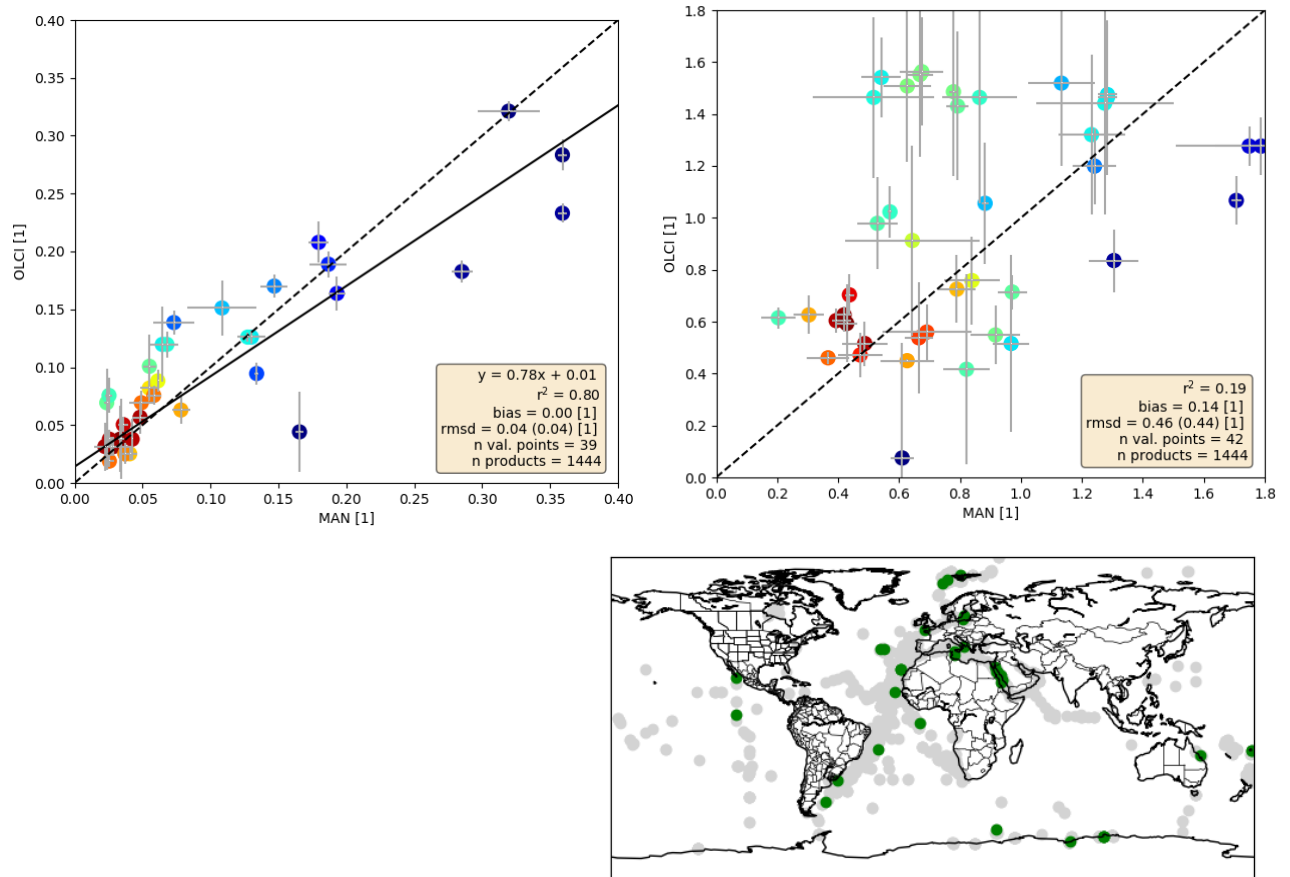 0.40
0.35
0.30
0.25
0.20
0.15
0.10
0.05
0.00
OLCI [1]
0.00 0.05 0.10 0.15 0.20 0.25 0.30 0.35 0.40
MAN [1]
y = 0.78x + 0.01
r² = 0.80
bias = 0.00 [1]
rmsd = 0.04 (0.04) [1]
n val. points = 39
n products = 1444
1.8
1.6
1.4
1.2
1.0
0.8
0.6
0.4
0.2
0.0
OLCI [1]
0.0 0.2 0.4 0.6 0.8 1.0 1.2 1.4 1.6 1.8
MAN [1]
r² = 0.19
bias = 0.14 [1]
rmsd = 0.46 (0.44) [1]
n val. points = 42
n products = 1444